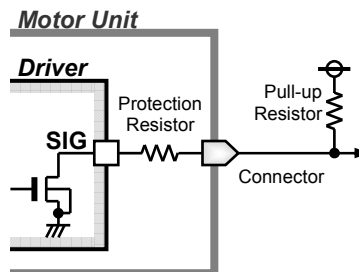 Motor Unit
Driver
Protection
Resistor
Pull-up
Resistor
SIG
Connector